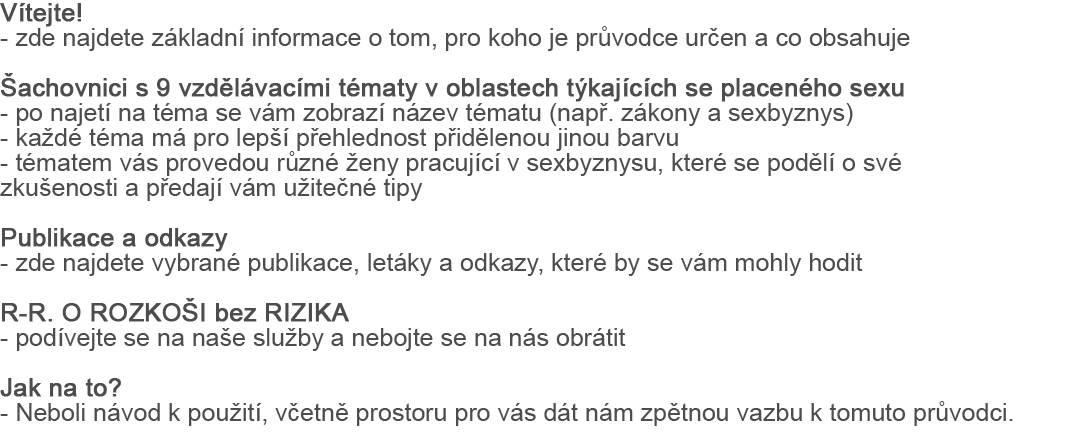 Vítejte!
- zde najdete základní informace o tom, pro koho je průvodce určen a co obsahuje
Šachovnici s 9 vzdělávacími tématy v oblastech týkajících se placeného sexu
- po najetí na téma se vám zobrazí název tématu (např. zákony a sexbyznys)
- každé téma má pro lepší přehlednost přidělenou jinou barvu
- tématem vás provedou různé ženy pracující v sexbyznysu, které se podělí o své
zkušenosti a předají vám užitečné tipy
Publikace a odkazy
- zde najdete vybrané publikace, letáky a odkazy, které by se vám mohly hodit
R-R. O ROZKOŠI bez RIZIKA
- podívejte se na naše služby a nebojte se na nás obrátit
Jak na to?
- Neboli návod k použití, včetně prostoru pro vás dát nám zpětnou vazbu k tomuto průvodci.